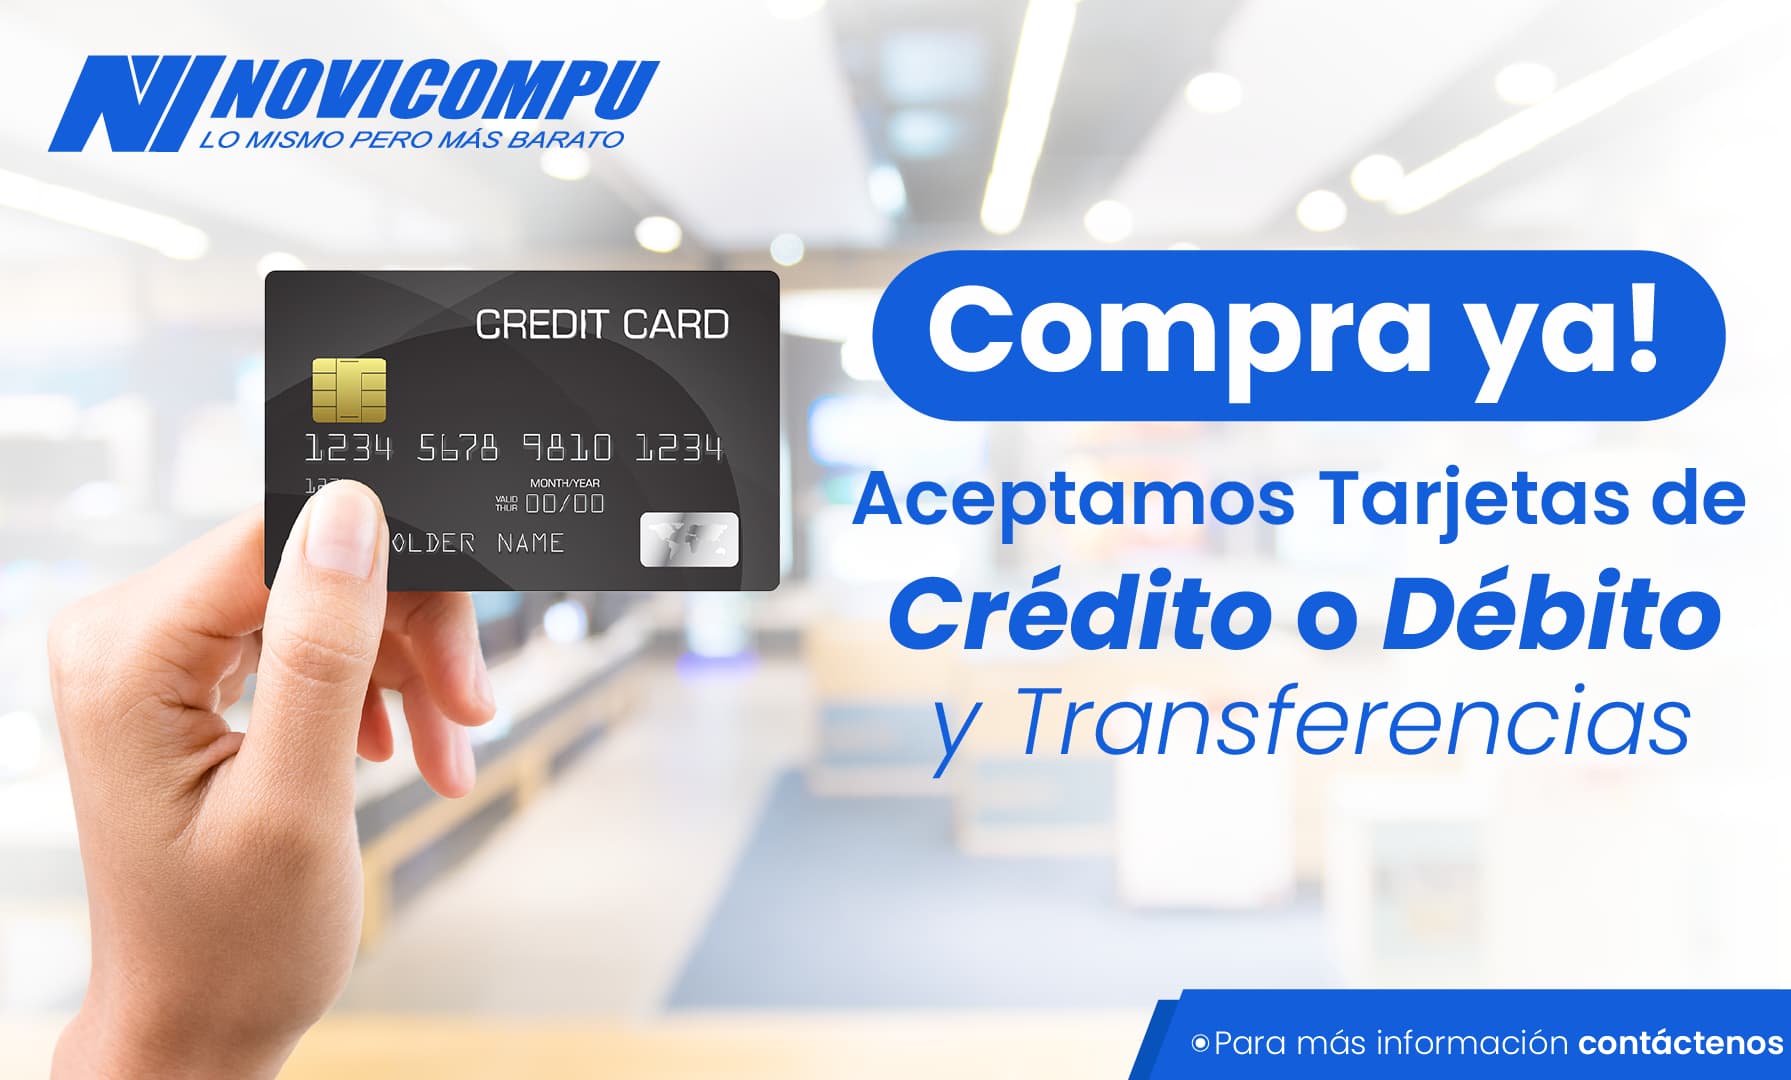 NOVICOMPU
LO MISMO PERO MÁS BARATO
CREDIT CARD
1234 5678 9810 1234
MONTH/YEAR
VALID
THUR 00/00
OLDER NAME
Compra ya!
Aceptamos Tarjetas de
Crédito o Débito
y Transferencias
Para más información contáctenos